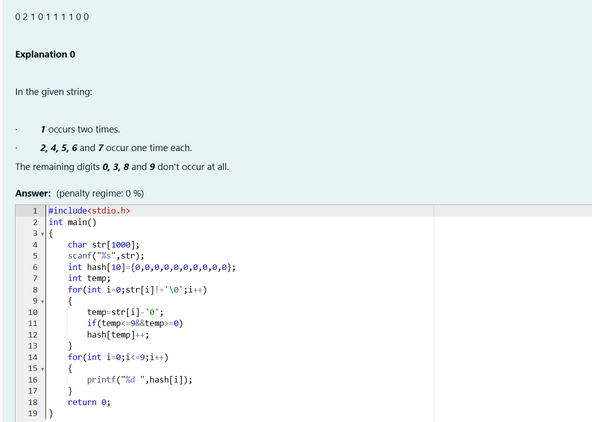 0 2 1 0 1 1 1 1 0 0
Explanation 0
In the given string:
· 1 occurs two times.
· 2, 4, 5, 6 and 7 occur one time each.
The remaining digits 0, 3, 8 and 9 don't occur at all.
Answer: (penalty regime: 0 %)
1 #include<stdio.h>
2 int main()
3 {
4 char str[1000];
5 scanf("%s",str);
6 int hash[10]={0,0,0,0,0,0,0,0,0,0};
7 int temp;
8 for(int i=0;str[i]!='\0';i++)
9 {
10 temp=str[i]-'0';
11 if(temp<=9&&temp>=0)
12 hash[temp]++;
13 }
14 for(int i=0;i<=9;i++)
15 {
16 printf("%d ",hash[i]);
17 }
18 return 0;
19 }